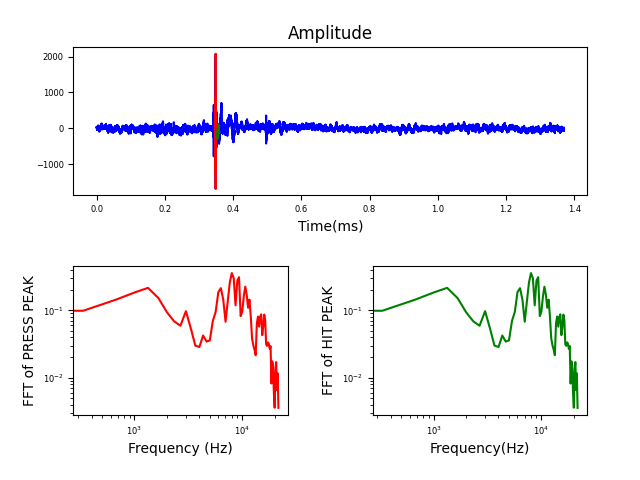 Amplitude
2000
1000
0
−1000
0.0 0.2 0.4 0.6 0.8 1.0 1.2 1.4
Time(ms)
FFT of PRESS PEAK
10⁻¹
10⁻²
10³ 10⁴
Frequency (Hz)
FFT of HIT PEAK
10⁻¹
10⁻²
10³ 10⁴
Frequency(Hz)